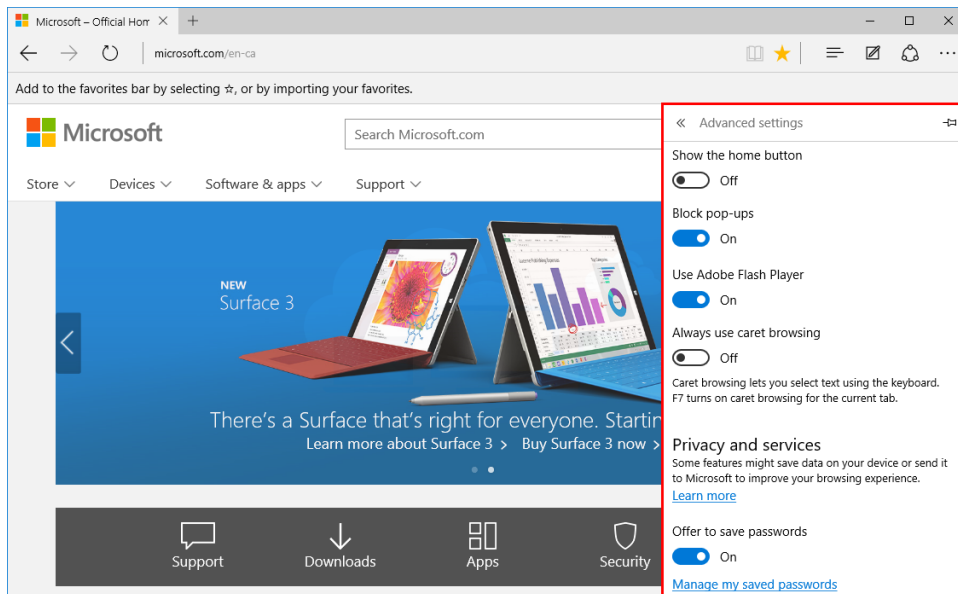 Microsoft – Official Hom
microsoft.com/en-ca
Add to the favorites bar by selecting ☆, or by importing your favorites.
Microsoft
Search Microsoft.com
Store
Devices
Software & apps
Support
NEW
Surface 3
There's a Surface that's right for everyone. Startin
Learn more about Surface 3 >
Buy Surface 3 now >
Support
Downloads
Apps
Security
Advanced settings
Show the home button
Off
Block pop-ups
On
Use Adobe Flash Player
On
Always use caret browsing
Off
Caret browsing lets you select text using the keyboard.
F7 turns on caret browsing for the current tab.
Privacy and services
Some features might save data on your device or send it
to Microsoft to improve your browsing experience.
Learn more
Offer to save passwords
On
Manage my saved passwords